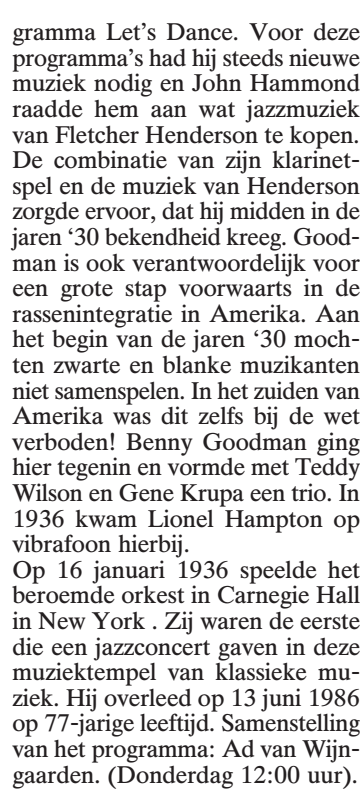 gramma Let's Dance. Voor deze
programma's had hij steeds nieuwe
muziek nodig en John Hammond
raadde hem aan wat jazzmuziek
van Fletcher Henderson te kopen.
De combinatie van zijn klarinet-
spel en de muziek van Henderson
zorgde ervoor, dat hij midden in de
jaren ‘30 bekendheid kreeg. Good-
man is ook verantwoordelijk voor
een grote stap voorwaarts in de
rassenintegratie in Amerika. Aan
het begin van de jaren ‘30 moch-
ten zwarte en blanke muzikanten
niet samenspelen. In het zuiden van
Amerika was dit zelfs bij de wet
verboden! Benny Goodman ging
hier tegenin en vormde met Teddy
Wilson en Gene Krupa een trio. In
1936 kwam Lionel Hampton op
vibrafoon hierbij.
Op 16 januari 1936 speelde het
beroemde orkest in Carnegie Hall
in New York . Zij waren de eerste
die een jazzconcert gaven in deze
muziektempel van klassieke mu-
ziek. Hij overleed op 13 juni 1986
op 77-jarige leeftijd. Samenstelling
van het programma: Ad van Wijn-
gaarden. (Donderdag 12:00 uur).